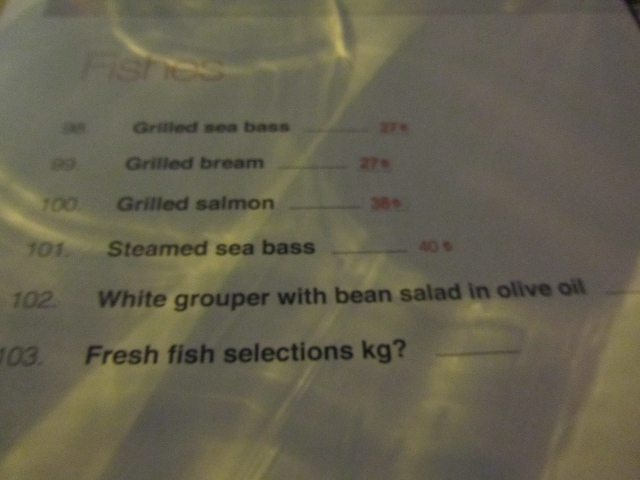 Fishes
98. Grilled sea bass 27 ₺
99. Grilled bream 27 ₺
100. Grilled salmon 38 ₺
101. Steamed sea bass 40 ₺
102. White grouper with bean salad in olive oil
103. Fresh fish selections kg?